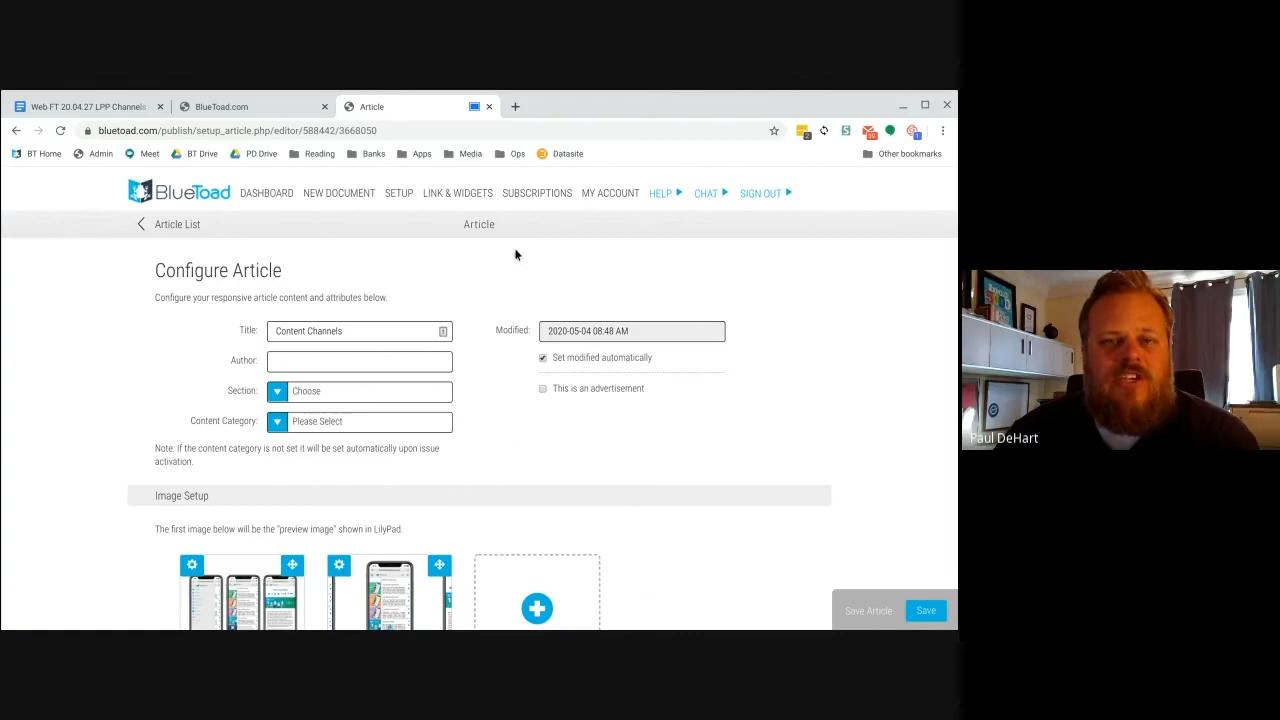 Web FT 20.04.27 LPP Channels
BlueToad.com
Article
bluetoad.com/publish/setup_article.php/editor/588442/3668050
2
39
1
BT Home
Admin
Meet
BT Drive
PD Drive
Reading
Banks
Apps
Media
Ops
Datasite
Other bookmarks
BlueToad
DASHBOARD
NEW DOCUMENT
SETUP
LINK & WIDGETS
SUBSCRIPTIONS
MY ACCOUNT
HELP
CHAT
SIGN OUT
Article List
Article
Configure Article
Configure your responsive article content and attributes below.
Title: Content Channels
Modified: 2020-05-04 08:48 AM
Author:
Set modified automatically
Section: Choose
This is an advertisement
Content Category: Please Select
Note: If the content category is not set it will be set automatically upon issue
activation.
Image Setup
The first image below will be the "preview image" shown in LilyPad.
Save Article
Save
Paul DeHart